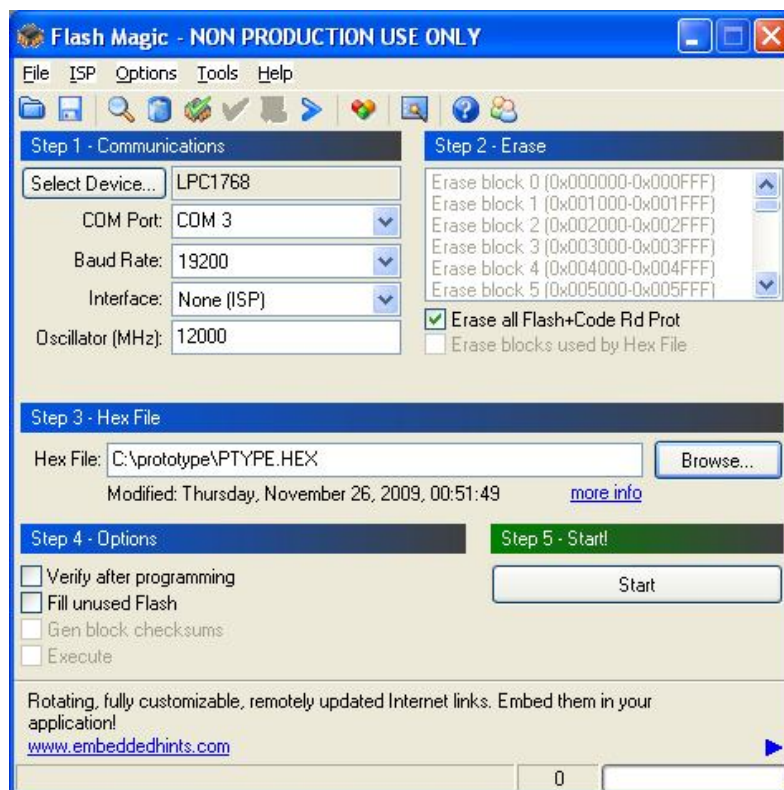 Flash Magic - NON PRODUCTION USE ONLY
File ISP Options Tools Help
Step 1 - Communications
Select Device... LPC1768
COM Port: COM 3
Baud Rate: 19200
Interface: None (ISP)
Oscillator (MHz): 12000
Step 2 - Erase
Erase block 0 (0x000000-0x000FFF)
Erase block 1 (0x001000-0x001FFF)
Erase block 2 (0x002000-0x002FFF)
Erase block 3 (0x003000-0x003FFF)
Erase block 4 (0x004000-0x004FFF)
Erase block 5 (0x005000-0x005FFF)
Erase all Flash+Code Rd Prot
Erase blocks used by Hex File
Step 3 - Hex File
Hex File: C:\prototype\PTYPE.HEX Browse...
Modified: Thursday, November 26, 2009, 00:51:49 more info
Step 4 - Options
Verify after programming
Fill unused Flash
Gen block checksums
Execute
Step 5 - Start!
Start
Rotating, fully customizable, remotely updated Internet links. Embed them in your
application!
www.embeddedhints.com
0